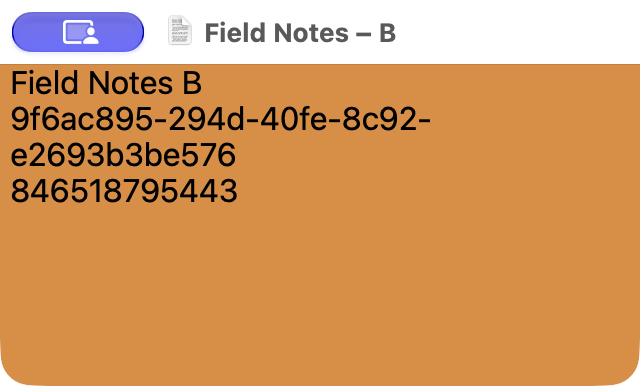 Field Notes – B
Field Notes B
9f6ac895-294d-40fe-8c92-
e2693b3be576
846518795443